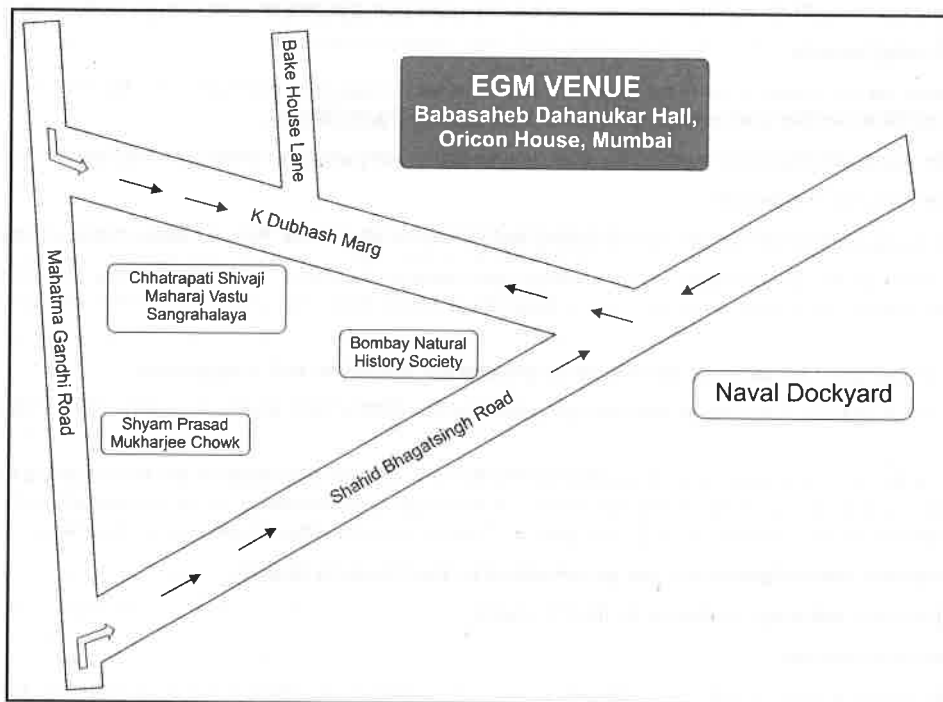 Bake House Lane
EGM VENUE
Babasaheb Dahanukar Hall,
Oricon House, Mumbai
K Dubhash Marg
Mahatma Gandhi Road
Chhatrapati Shivaji
Maharaj Vastu
Sangrahalaya
Bombay Natural
History Society
Naval Dockyard
Shyam Prasad
Mukharjee Chowk
Shahid Bhagatsingh Road